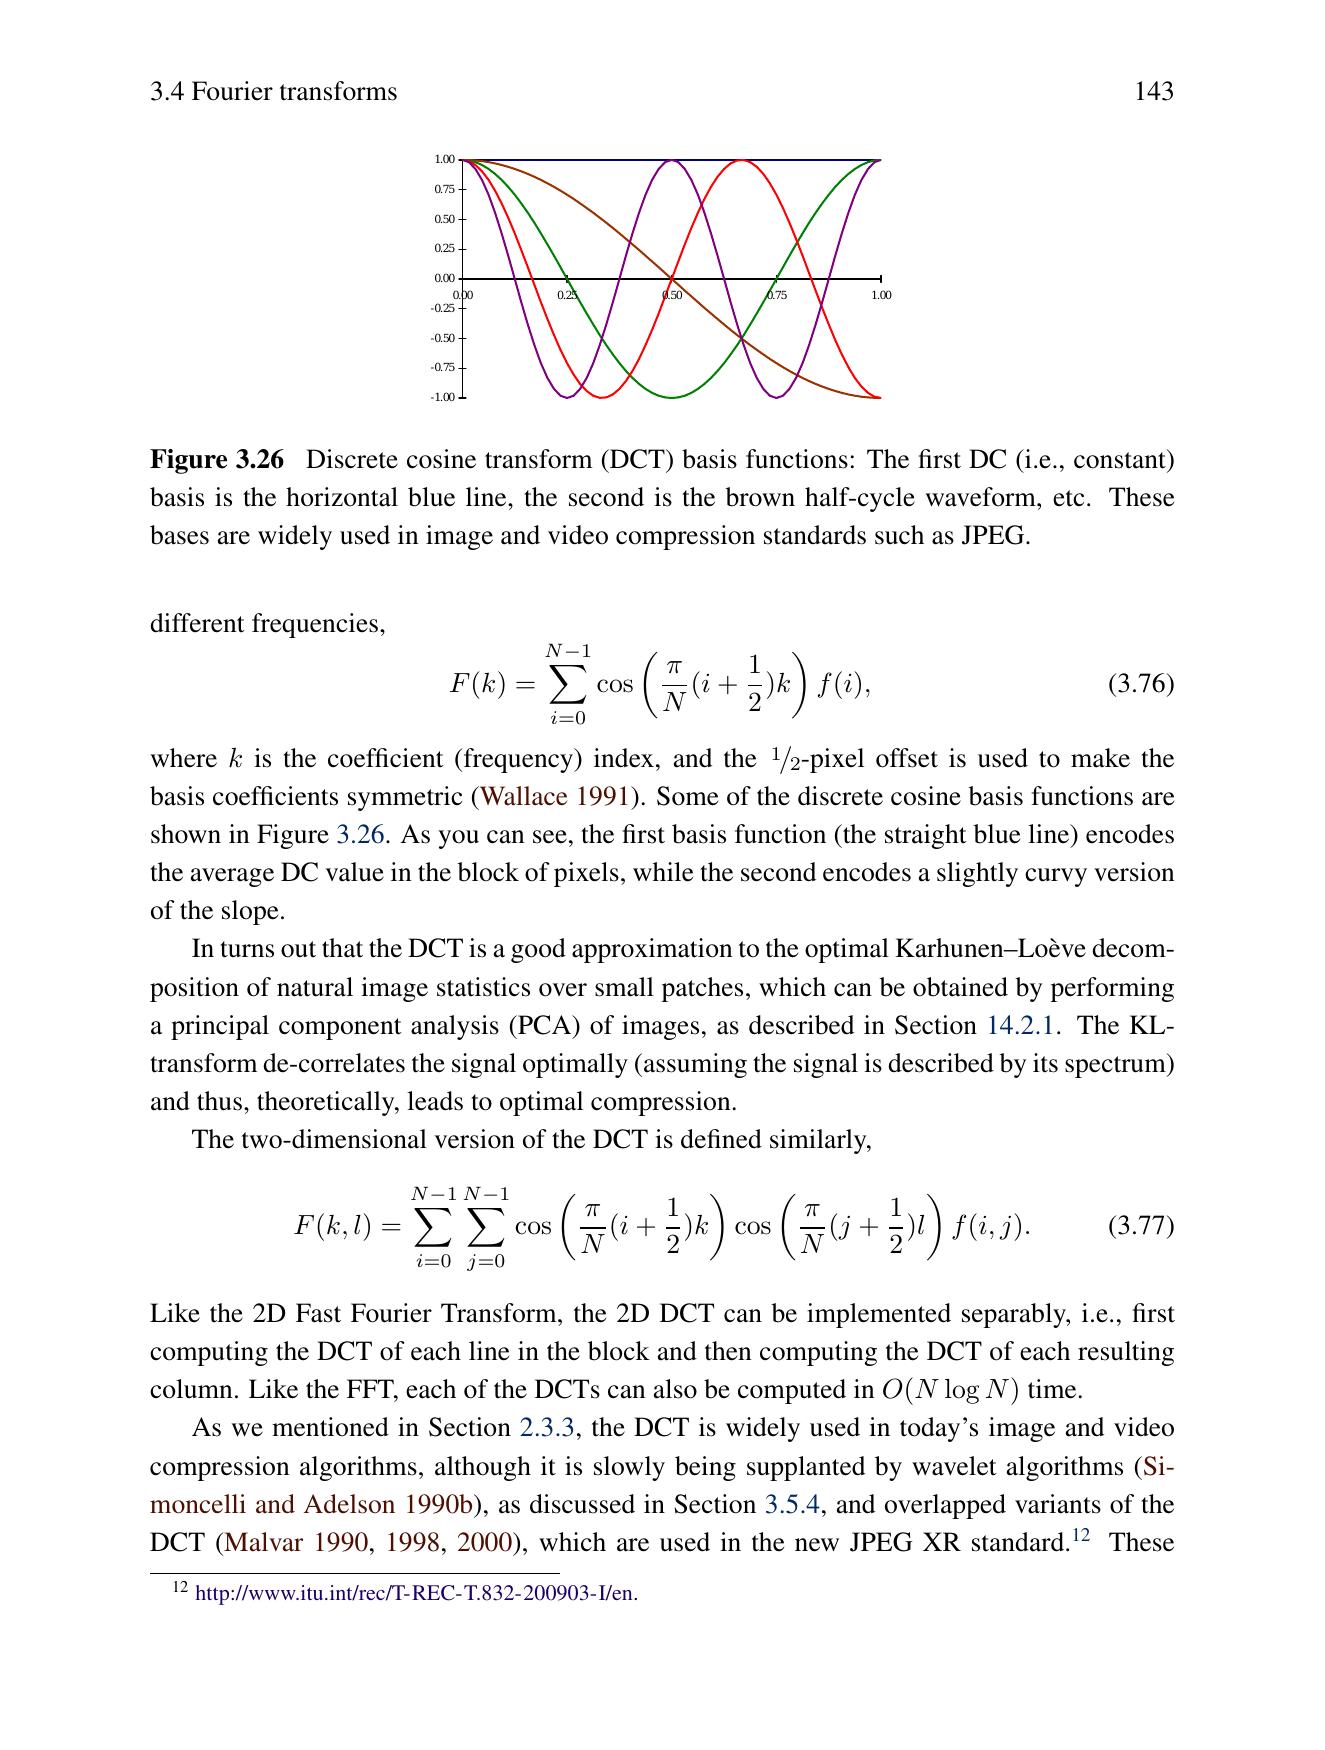 3.4 Fourier transforms 143
1.00
0.75
0.50
0.25
0.00
0.00 0.25 0.50 0.75 1.00
-0.25
-0.50
-0.75
-1.00
Figure 3.26 Discrete cosine transform (DCT) basis functions: The first DC (i.e., constant)
basis is the horizontal blue line, the second is the brown half-cycle waveform, etc. These
bases are widely used in image and video compression standards such as JPEG.
different frequencies,
F(k) = \sum_{i=0}^{N-1} cos ( \frac{π}{N}(i + \frac{1}{2})k ) f(i), (3.76)
where k is the coefficient (frequency) index, and the 1/2-pixel offset is used to make the
basis coefficients symmetric (Wallace 1991). Some of the discrete cosine basis functions are
shown in Figure 3.26. As you can see, the first basis function (the straight blue line) encodes
the average DC value in the block of pixels, while the second encodes a slightly curvy version
of the slope.
In turns out that the DCT is a good approximation to the optimal Karhunen–Loève decom-
position of natural image statistics over small patches, which can be obtained by performing
a principal component analysis (PCA) of images, as described in Section 14.2.1. The KL-
transform de-correlates the signal optimally (assuming the signal is described by its spectrum)
and thus, theoretically, leads to optimal compression.
The two-dimensional version of the DCT is defined similarly,
F(k, l) = \sum_{i=0}^{N-1} \sum_{j=0}^{N-1} cos ( \frac{π}{N}(i + \frac{1}{2})k ) cos ( \frac{π}{N}(j + \frac{1}{2})l ) f(i, j). (3.77)
Like the 2D Fast Fourier Transform, the 2D DCT can be implemented separably, i.e., first
computing the DCT of each line in the block and then computing the DCT of each resulting
column. Like the FFT, each of the DCTs can also be computed in O(N log N) time.
As we mentioned in Section 2.3.3, the DCT is widely used in today's image and video
compression algorithms, although it is slowly being supplanted by wavelet algorithms (Si-
moncelli and Adelson 1990b), as discussed in Section 3.5.4, and overlapped variants of the
DCT (Malvar 1990, 1998, 2000), which are used in the new JPEG XR standard.12 These
12 http://www.itu.int/rec/T-REC-T.832-200903-I/en.